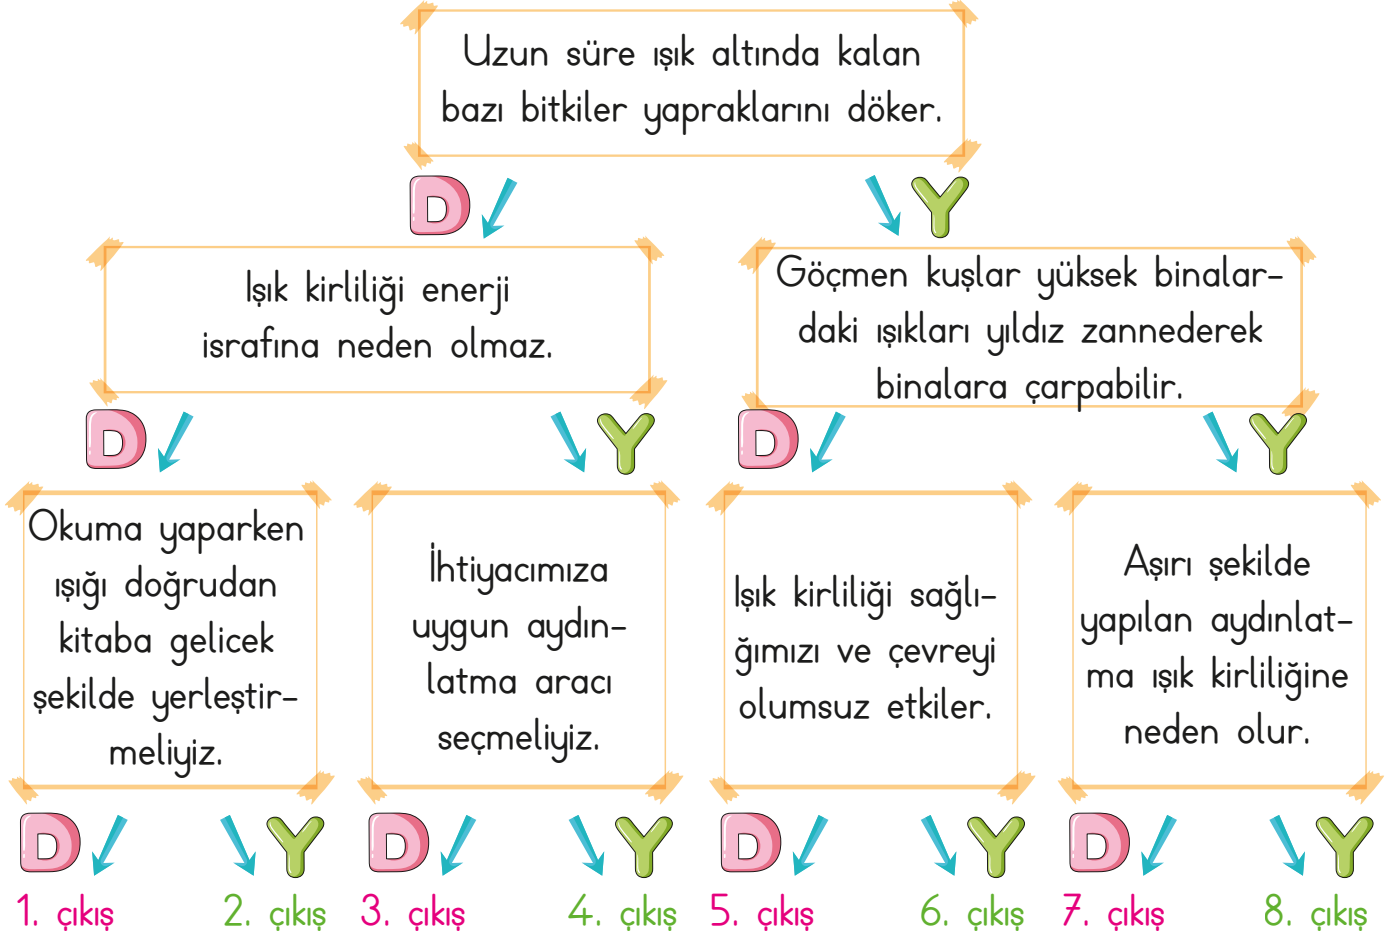 Uzun süre ışık altında kalan
bazı bitkiler yapraklarını döker.
D
Y
Işık kirliliği enerji
israfına neden olmaz.
Göçmen kuşlar yüksek binalar-
daki ışıkları yıldız zannederek
binalara çarpabilir.
D
Y
D
Y
Okuma yaparken
ışığı doğrudan
kitaba gelicek
şekilde yerleştir-
meliyiz.
İhtiyacımıza
uygun aydın-
latma aracı
seçmeliyiz.
Işık kirliliği sağlı-
ğımızı ve çevreyi
olumsuz etkiler.
Aşırı şekilde
yapılan aydınlat-
ma ışık kirliliğine
neden olur.
D
Y
D
Y
D
Y
D
Y
1. çıkış
2. çıkış
3. çıkış
4. çıkış
5. çıkış
6. çıkış
7. çıkış
8. çıkış